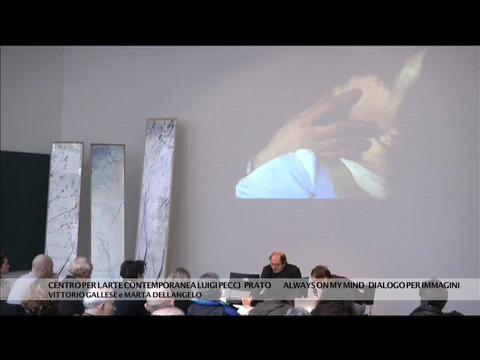 CENTRO PER LARTE CONTEMPORANEA LUIGI PECCI PRATO ALWAYS ON MY MIND DIALOGO PER IMMAGINI
VITTORIO GALLESE e MARTA DELLANGELO